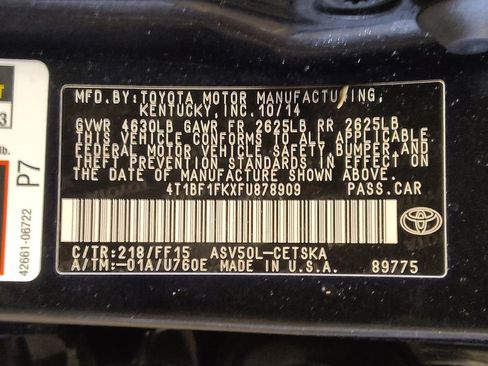 MFD.BY:TOYOTA MOTOR MANUFACTURING,
KENTUCKY,INC.10/14
GVWR 4630LB GAWR FR 2625LB RR 2625LB
THIS VEHICLE CONFORMS TO ALL APPLICABLE
FEDERAL MOTOR VEHICLE SAFETY,BUMPER,AND
THEFT PREVENTION STANDARDS IN EFFECT ON
THE DATE OF MANUFACTURE SHOWN ABOVE.
4T1BF1FKXFU878909 PASS.CAR
C/TR:218/FF15 ASV50L-CETSKA
A/TM:-01A/U760E MADE IN U.S.A. 89775
P7
42661-06722
3